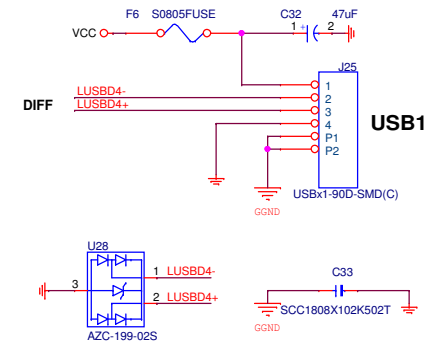 F6 S0805FUSE C32 47uF
VCC 1 + 2
J25
DIFF LUSBD4- 1
LUSBD4+ 2
3
4
P1
P2
USB1
USBx1-90D-SMD(C)
GGND
U28
1 LUSBD4-
3
2 LUSBD4+
AZC-199-02S
C33
SCC1808X102K502T
GGND